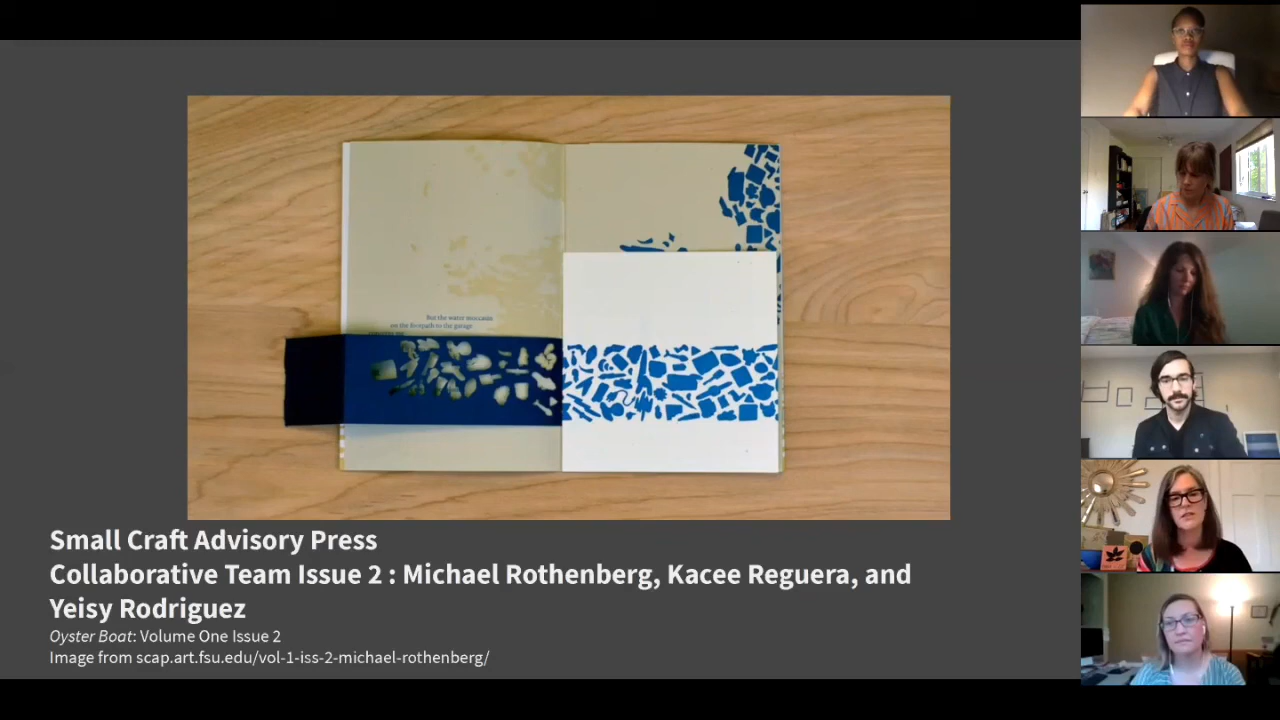 But the water moccasin
on the footpath to the garage
Small Craft Advisory Press
Collaborative Team Issue 2 : Michael Rothenberg, Kacee Reguera, and
Yeisy Rodriguez
Oyster Boat: Volume One Issue 2
Image from scap.art.fsu.edu/vol-1-iss-2-michael-rothenberg/